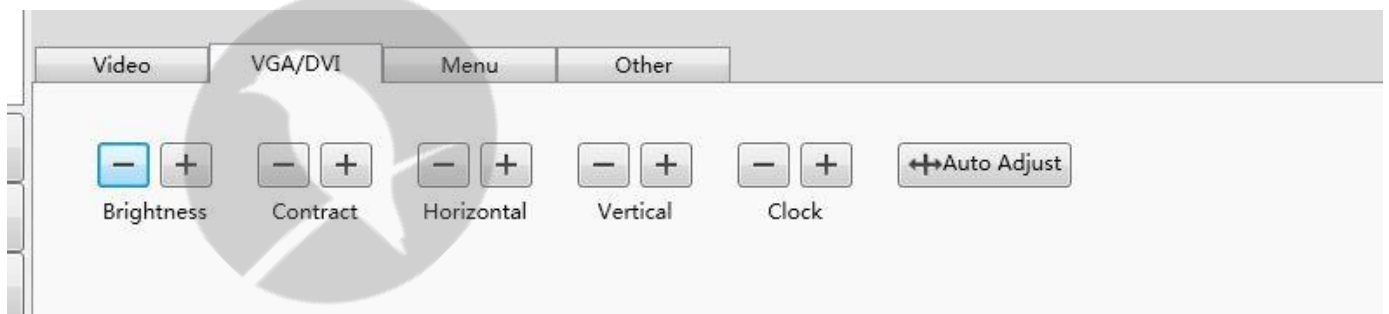 Video VGA/DVI Menu Other
− + − + − + − + − + Auto Adjust
Brightness Contract Horizontal Vertical Clock